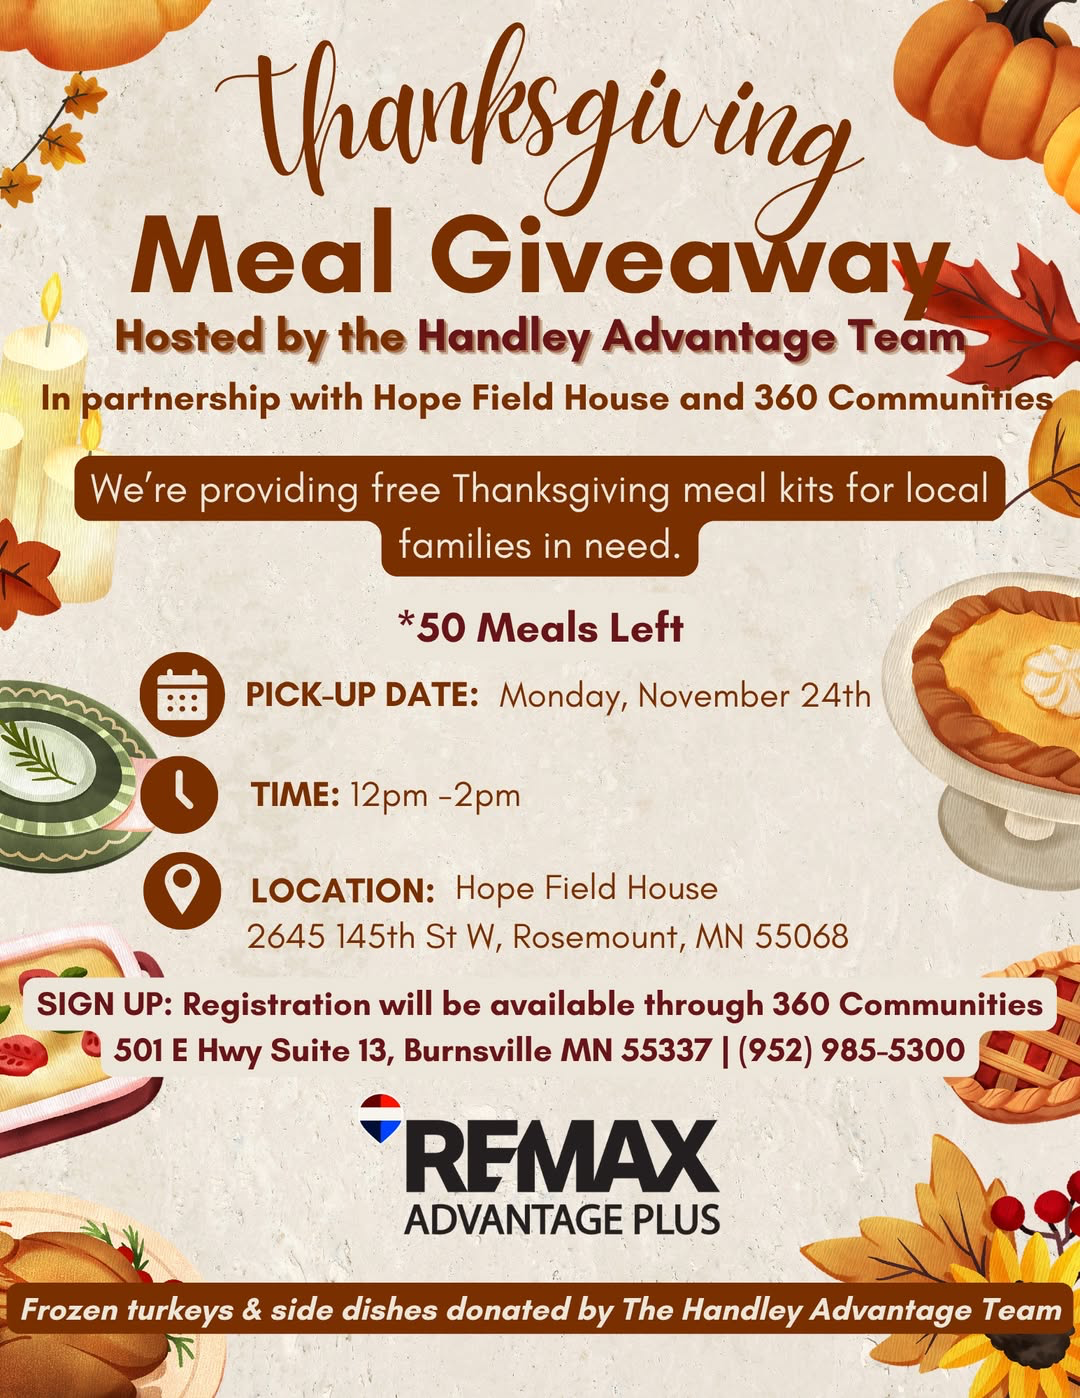 Thanksgiving
Meal Giveaway
Hosted by the Handley Advantage Team
In partnership with Hope Field House and 360 Communities
We're providing free Thanksgiving meal kits for local
families in need.
*50 Meals Left
PICK-UP DATE: Monday, November 24th
TIME: 12pm -2pm
LOCATION: Hope Field House
2645 145th St W, Rosemount, MN 55068
SIGN UP: Registration will be available through 360 Communities
501 E Hwy Suite 13, Burnsville MN 55337 | (952) 985-5300
REMAX
ADVANTAGE PLUS
Frozen turkeys & side dishes donated by The Handley Advantage Team